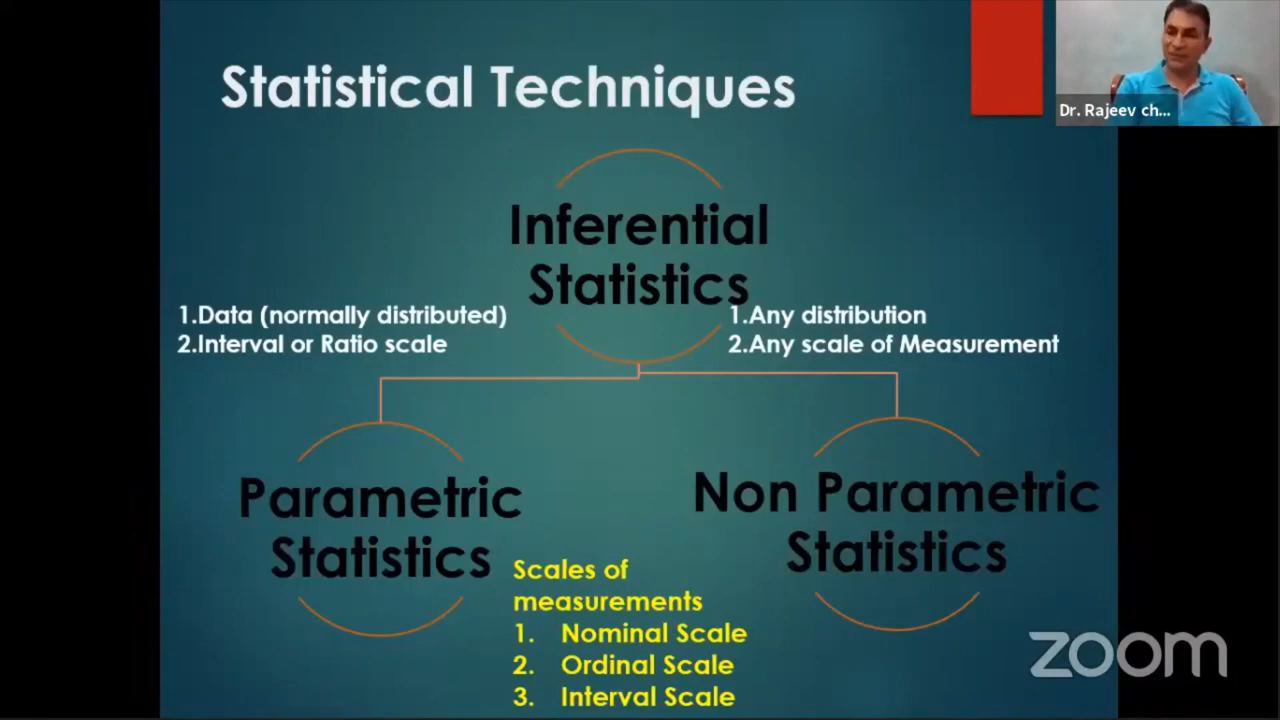 Statistical Techniques
Dr. Rajeev ch...
Inferential
Statistics
1.Data (normally distributed)
2.Interval or Ratio scale
1.Any distribution
2.Any scale of Measurement
Parametric
Statistics
Non Parametric
Statistics
Scales of
measurements
1. Nominal Scale
2. Ordinal Scale
3. Interval Scale
zoom